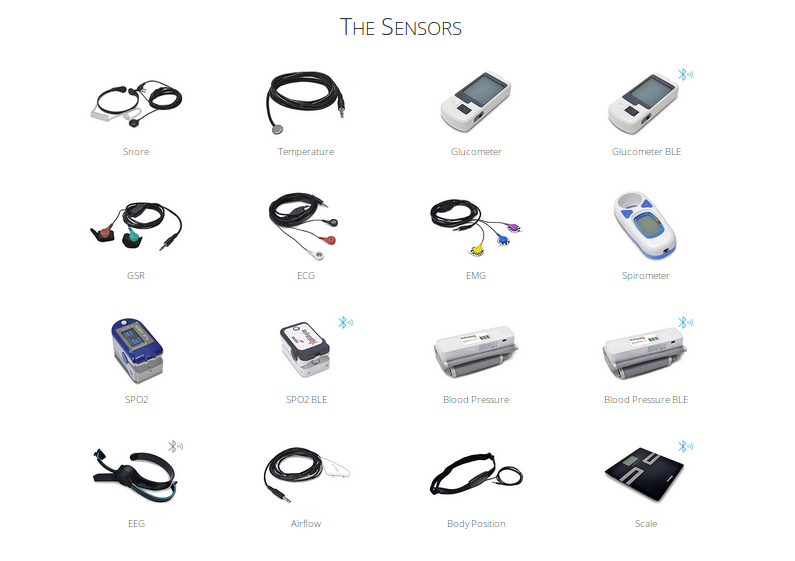 The Sensors
Snore
Temperature
Glucometer
Glucometer BLE
GSR
ECG
EMG
Spirometer
SPO2
SPO2 BLE
Blood Pressure
Blood Pressure BLE
EEG
Airflow
Body Position
Scale